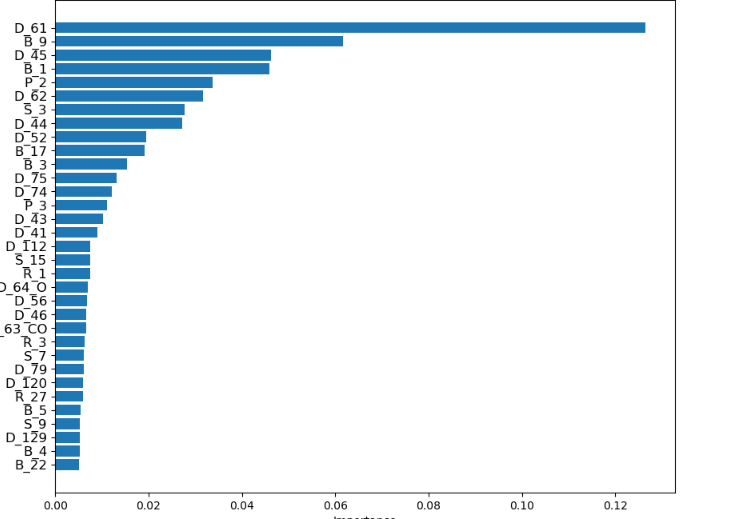 D_61
B_9
D_45
B_1
P_2
D_62
S_3
D_44
D_52
B_17
B_3
D_75
D_74
P_3
D_43
D_41
D_112
S_15
R_1
D_64_O
D_56
D_46
_63_CO
R_3
S_7
D_79
D_120
R_27
B_5
S_9
D_129
B_4
B_22
0.00 0.02 0.04 0.06 0.08 0.10 0.12
Importance